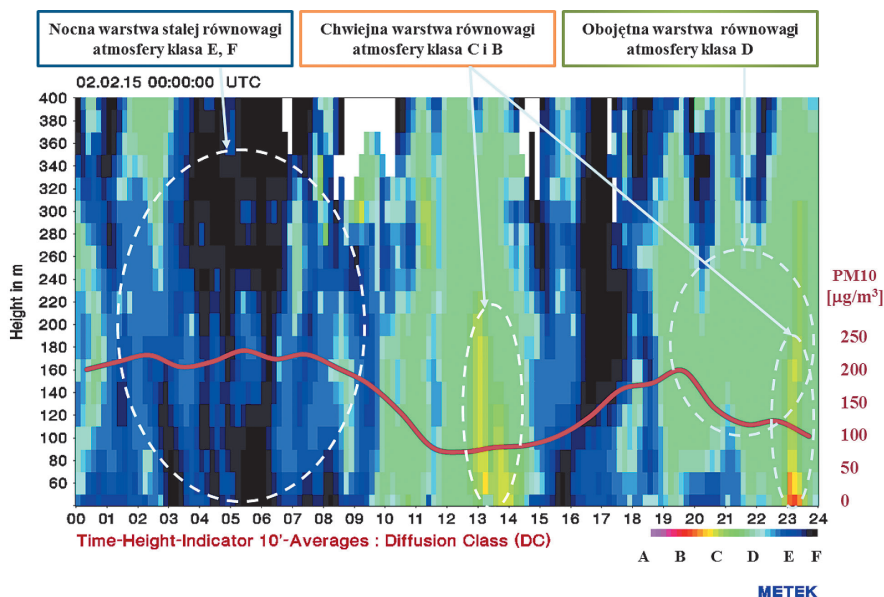 Nocna warstwa stałej równowagi
atmosfery klasa E, F
Chwiejna warstwa równowagi
atmosfery klasa C i B
Obojętna warstwa równowagi
atmosfery klasa D
02.02.15 00:00:00 UTC
Height in m
400
380
360
340
320
300
280
260
240
220
200
180
160
140
120
100
80
60
PM10
[µg/m³]
250
200
150
100
50
0
00 01 02 03 04 05 06 07 08 09 10 11 12 13 14 15 16 17 18 19 20 21 22 23 24
Time-Height-Indicator 10'-Averages : Diffusion Class (DC)
A B C D E F
METEK